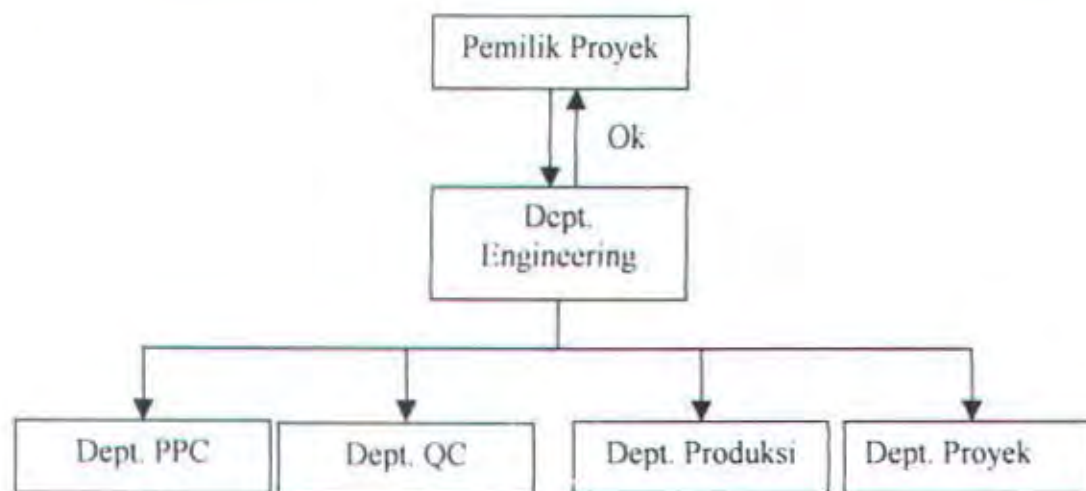 Pemilik Proyek
Ok
Dept.
Engineering
Dept. PPC
Dept. QC
Dept. Produksi
Dept. Proyek